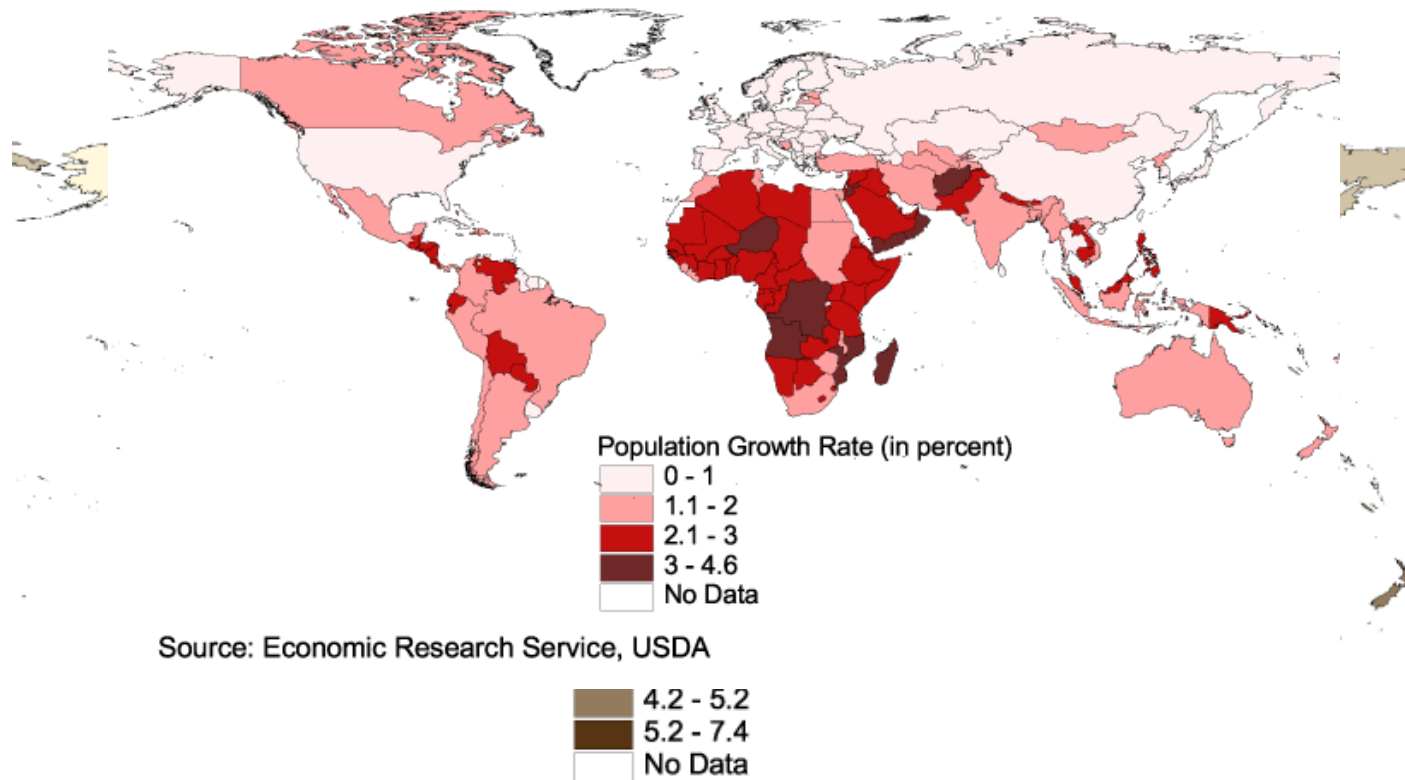 Population Growth Rate (in percent)
0 - 1
1.1 - 2
2.1 - 3
3 - 4.6
No Data
Source: Economic Research Service, USDA
4.2 - 5.2
5.2 - 7.4
No Data